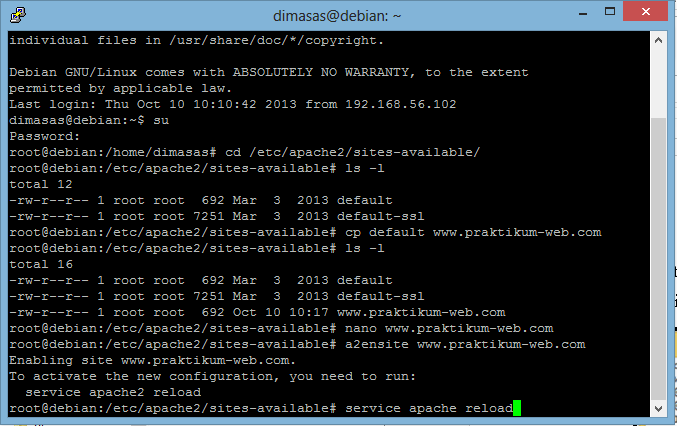 dimasas@debian: ~
individual files in /usr/share/doc/*/copyright.
Debian GNU/Linux comes with ABSOLUTELY NO WARRANTY, to the extent
permitted by applicable law.
Last login: Thu Oct 10 10:10:42 2013 from 192.168.56.102
dimasas@debian:~$ su
Password:
root@debian:/home/dimasas# cd /etc/apache2/sites-available/
root@debian:/etc/apache2/sites-available# ls -l
total 12
-rw-r--r-- 1 root root  692 Mar  3  2013 default
-rw-r--r-- 1 root root 7251 Mar  3  2013 default-ssl
root@debian:/etc/apache2/sites-available# cp default www.praktikum-web.com
root@debian:/etc/apache2/sites-available# ls -l
total 16
-rw-r--r-- 1 root root  692 Mar  3  2013 default
-rw-r--r-- 1 root root 7251 Mar  3  2013 default-ssl
-rw-r--r-- 1 root root  692 Oct 10 10:17 www.praktikum-web.com
root@debian:/etc/apache2/sites-available# nano www.praktikum-web.com
root@debian:/etc/apache2/sites-available# a2ensite www.praktikum-web.com
Enabling site www.praktikum-web.com.
To activate the new configuration, you need to run:
  service apache2 reload
root@debian:/etc/apache2/sites-available# service apache reload